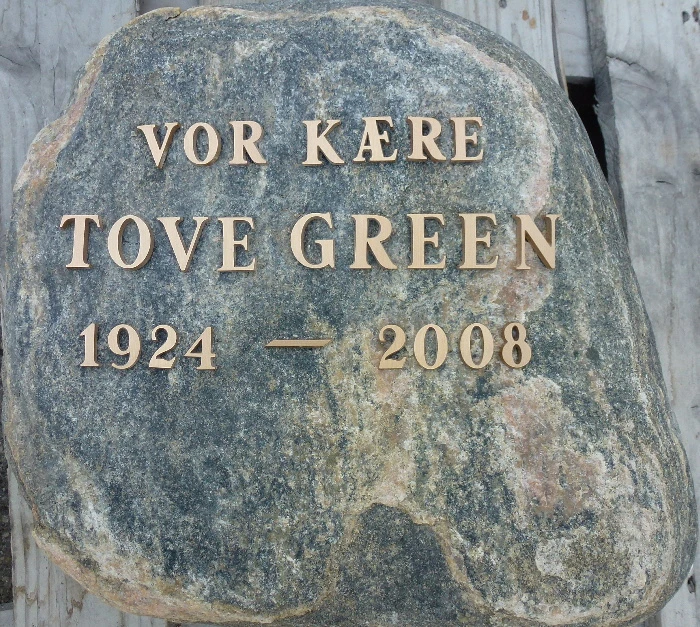 VOR KÆRE
TOVE GREEN
1924 — 2008